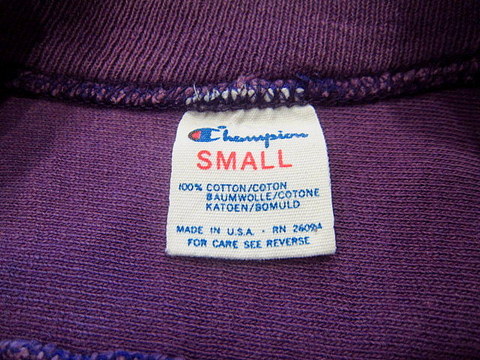 Champion
SMALL
100% COTTON/COTON
BAUMWOLLE/COTONE
KATOEN/BOMULD
MADE IN U.S.A. - RN 26094
FOR CARE SEE REVERSE